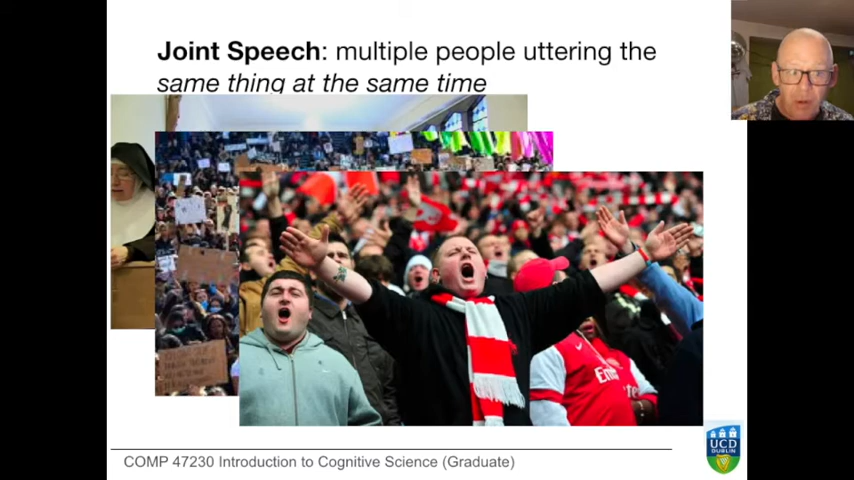 Joint Speech: multiple people uttering the
same thing at the same time
Emi
COMP 47230 Introduction to Cognitive Science (Graduate)
UCD
DUBLIN